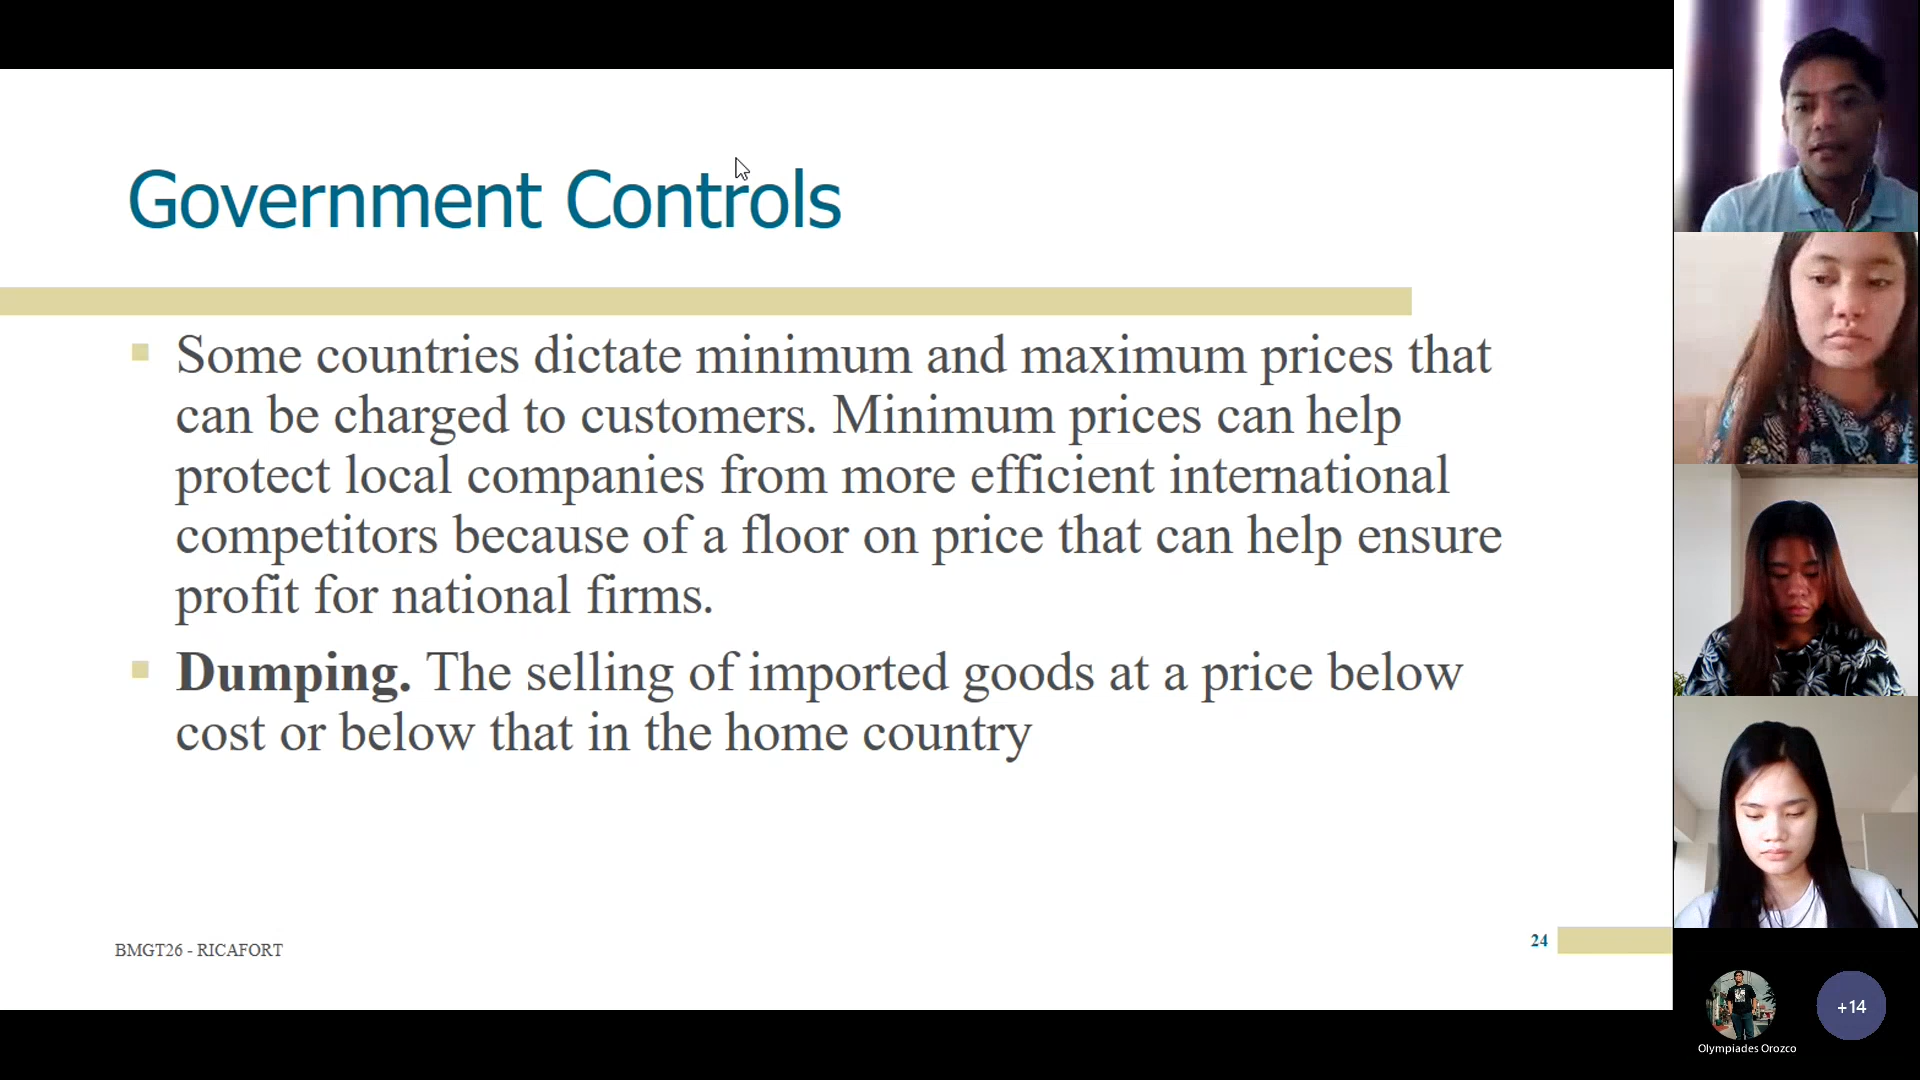 Government Controls
Some countries dictate minimum and maximum prices that
can be charged to customers. Minimum prices can help
protect local companies from more efficient international
competitors because of a floor on price that can help ensure
profit for national firms.
Dumping. The selling of imported goods at a price below
cost or below that in the home country
BMGT26 - RICAFORT
24
+14
Olympiades Orozco